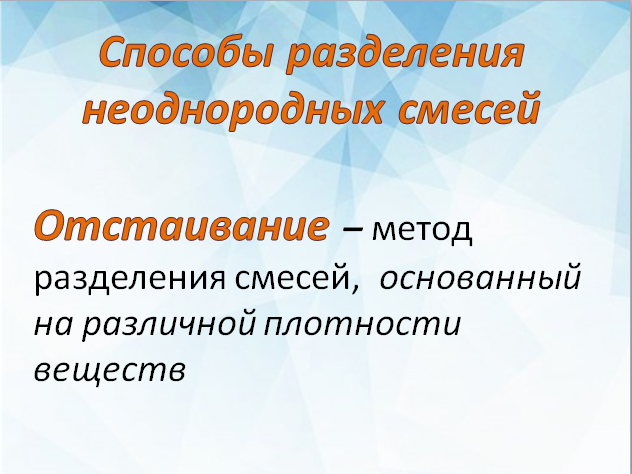 Способы разделения
неоднородных смесей
Отстаивание – метод
разделения смесей, основанный
на различной плотности
веществ